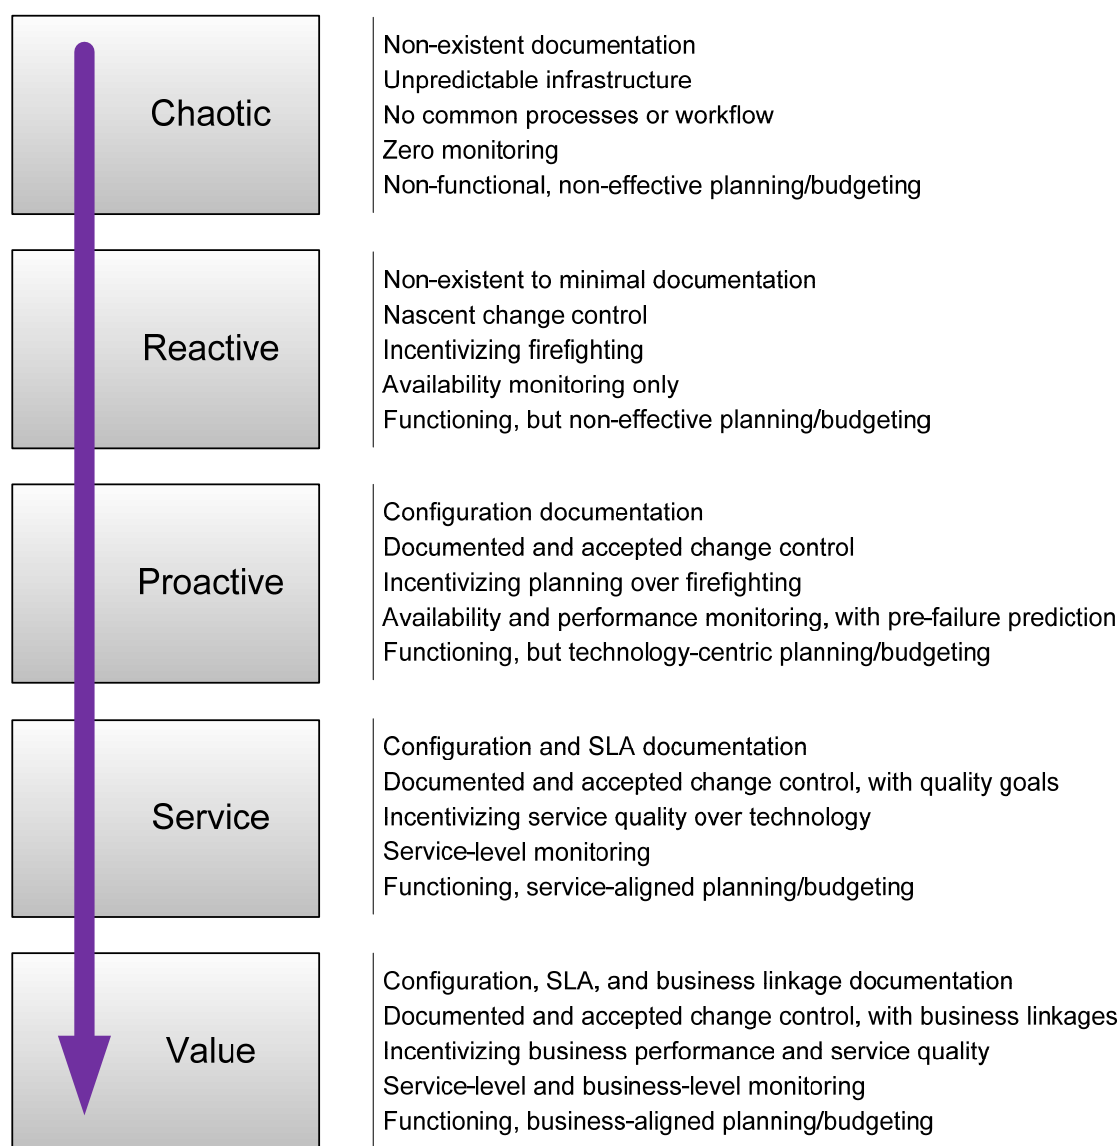 Chaotic
Non-existent documentation
Unpredictable infrastructure
No common processes or workflow
Zero monitoring
Non-functional, non-effective planning/budgeting
Reactive
Non-existent to minimal documentation
Nascent change control
Incentivizing firefighting
Availability monitoring only
Functioning, but non-effective planning/budgeting
Proactive
Configuration documentation
Documented and accepted change control
Incentivizing planning over firefighting
Availability and performance monitoring, with pre-failure prediction
Functioning, but technology-centric planning/budgeting
Service
Configuration and SLA documentation
Documented and accepted change control, with quality goals
Incentivizing service quality over technology
Service-level monitoring
Functioning, service-aligned planning/budgeting
Value
Configuration, SLA, and business linkage documentation
Documented and accepted change control, with business linkages
Incentivizing business performance and service quality
Service-level and business-level monitoring
Functioning, business-aligned planning/budgeting